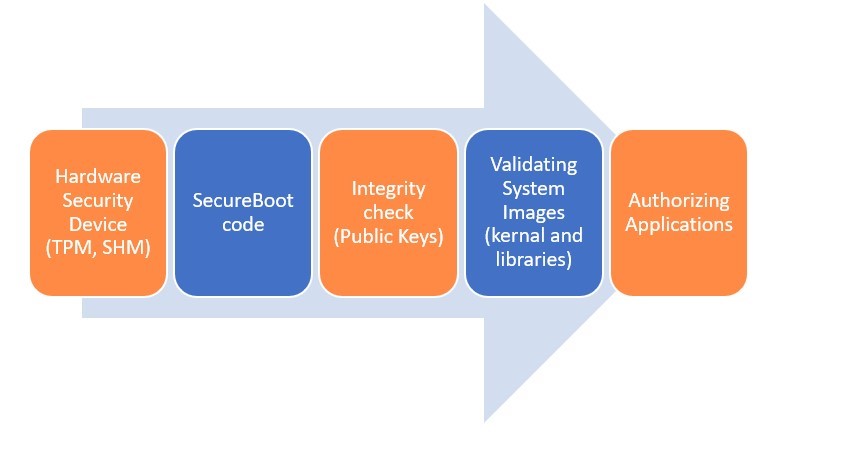 Hardware
Security
Device
(TPM, SHM)
SecureBoot
code
Integrity
check
(Public Keys)
Validating
System
Images
(kernal and
libraries)
Authorizing
Applications